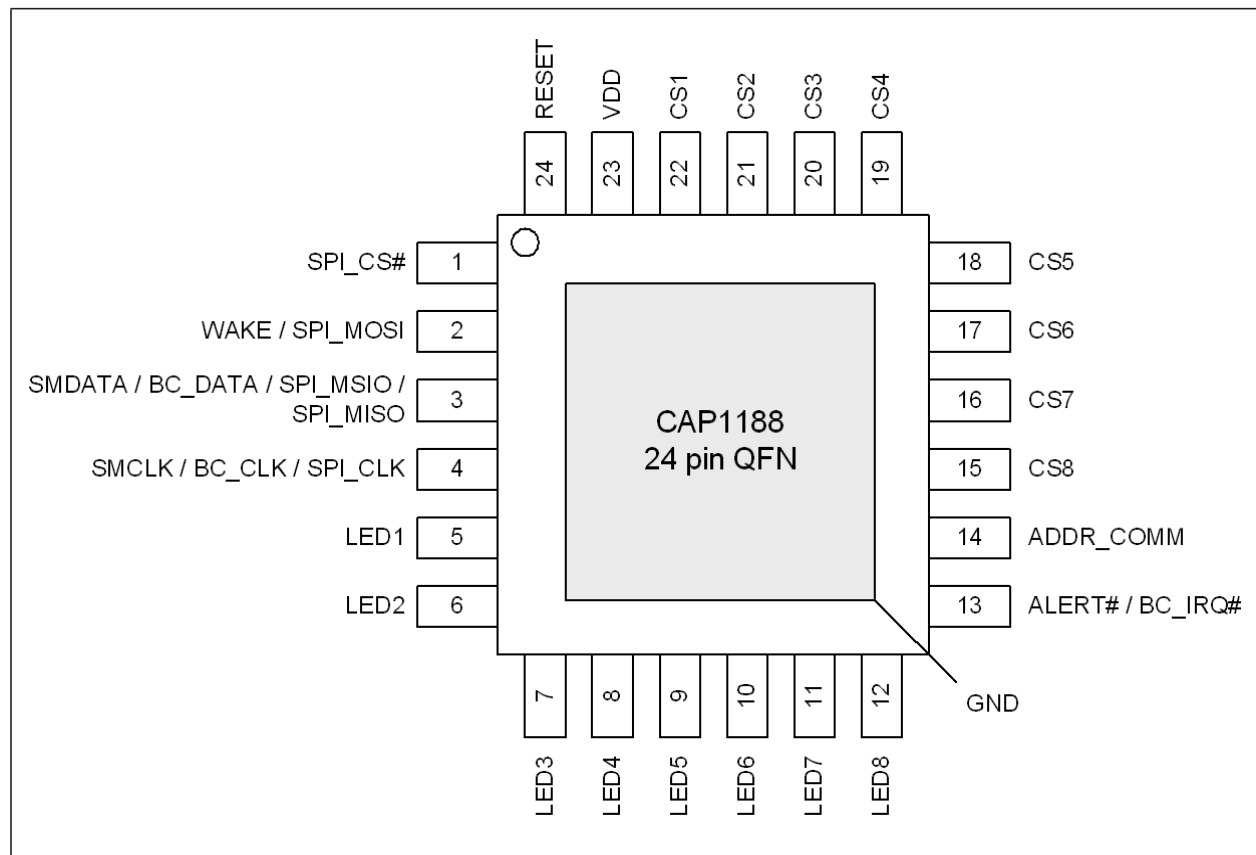 RESET
VDD
CS1
CS2
CS3
CS4
24
23
22
21
20
19
SPI_CS#
1
18
CS5
WAKE / SPI_MOSI
2
17
CS6
SMDATA / BC_DATA / SPI_MSIO /
SPI_MISO
3
16
CS7
CAP1188
24 pin QFN
SMCLK / BC_CLK / SPI_CLK
4
15
CS8
LED1
5
14
ADDR_COMM
LED2
6
13
ALERT# / BC_IRQ#
7
8
9
10
11
12
GND
LED3
LED4
LED5
LED6
LED7
LED8